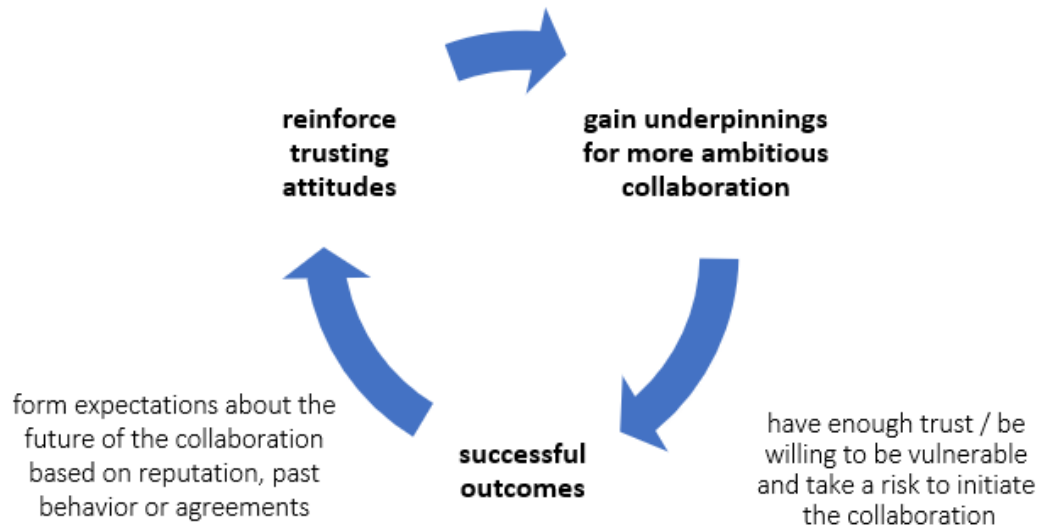 reinforce
trusting
attitudes
gain underpinnings
for more ambitious
collaboration
form expectations about the
future of the collaboration
based on reputation, past
behavior or agreements
successful
outcomes
have enough trust / be
willing to be vulnerable
and take a risk to initiate
the collaboration